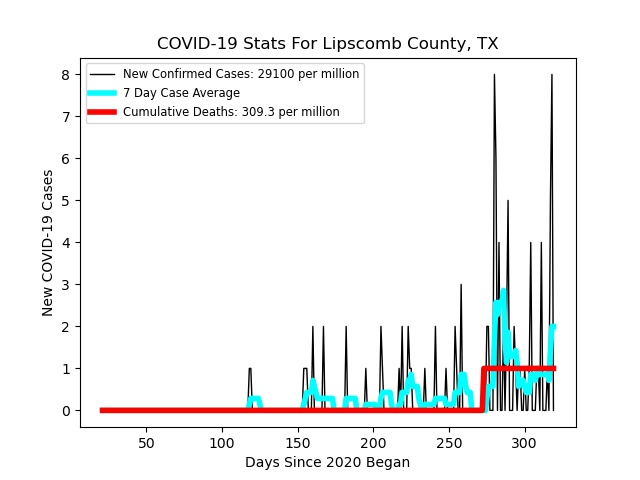 COVID-19 Stats For Lipscomb County, TX
New Confirmed Cases: 29100 per million
7 Day Case Average
Cumulative Deaths: 309.3 per million
New COVID-19 Cases
8
7
6
5
4
3
2
1
0
50 100 150 200 250 300
Days Since 2020 Began